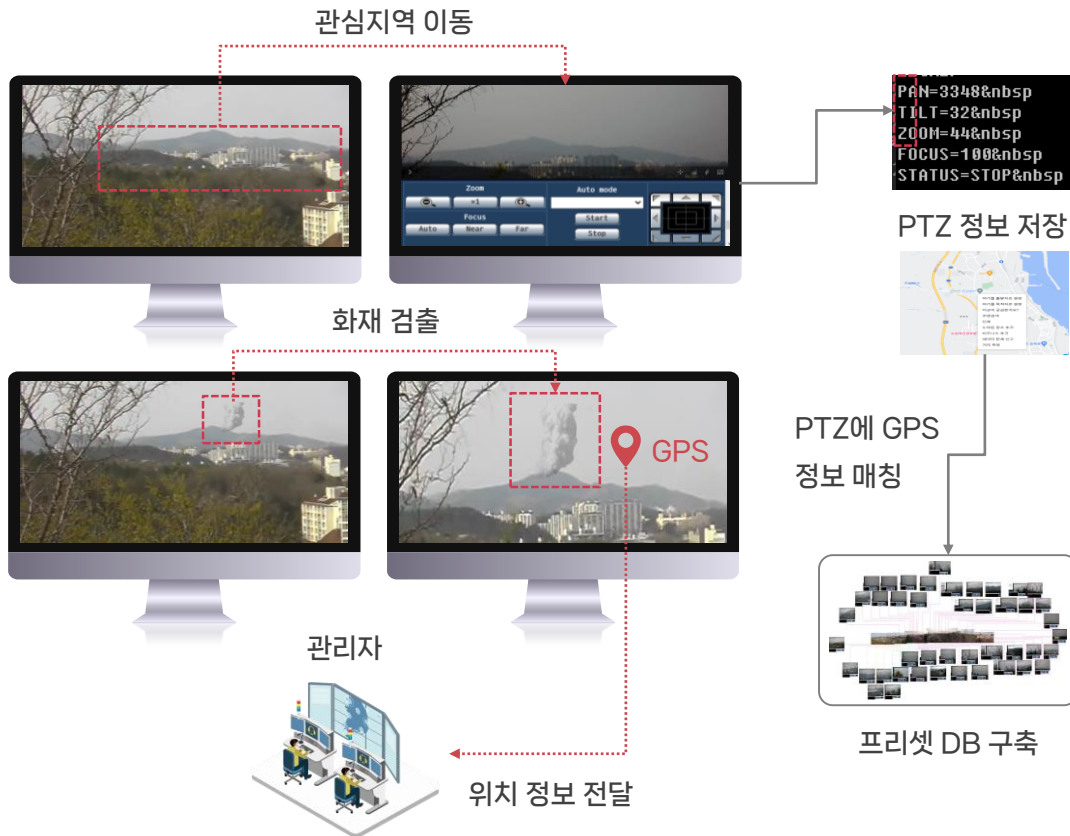 관심지역 이동
PAN=3348&nbsp
TILT=32&nbsp
ZOOM=44&nbsp
FOCUS=100&nbsp
STATUS=STOP&nbsp
Zoom
×1
Focus
Auto
Near
Far
Auto mode
Start
Stop
PTZ 정보 저장
화재 검출
GPS
PTZ에 GPS
정보 매칭
관리자
위치 정보 전달
프리셋 DB 구축